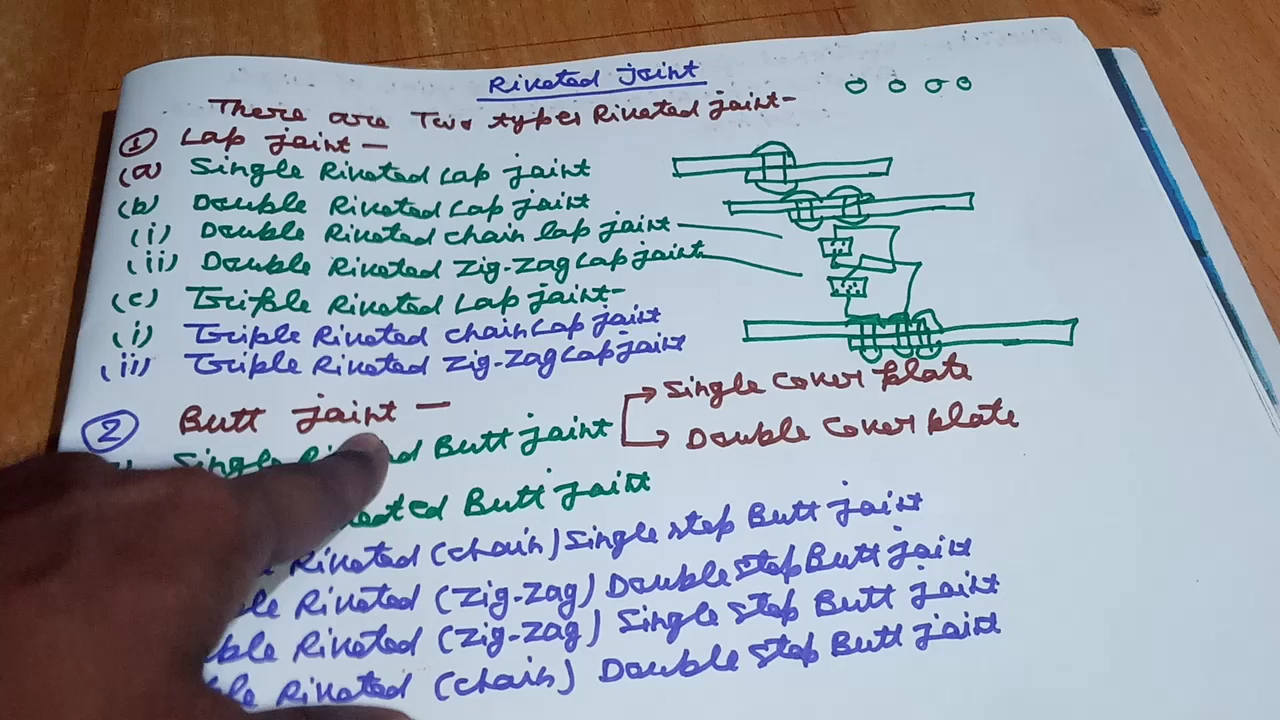 Riveted joint
There are Two types Riveted joint-
① Lap joint —
(a) Single Riveted Lap joint
(b) Double Riveted Lap joint
(i) Double Riveted chain lap joint
(ii) Double Riveted Zig-Zag Lap joint
(c) Triple Riveted Lap joint-
(i) Triple Riveted chain Lap joint
(ii) Triple Riveted Zig-Zag Lap joint
② Butt joint —
Single Butt joint
Single Cover plate
Double Cover plate
Butt joint
Riveted (chain) Single step Butt joint
Riveted (Zig-Zag) Double step Butt joint
Riveted (Zig-Zag) Single step Butt joint
Riveted (chain) Double step Butt joint